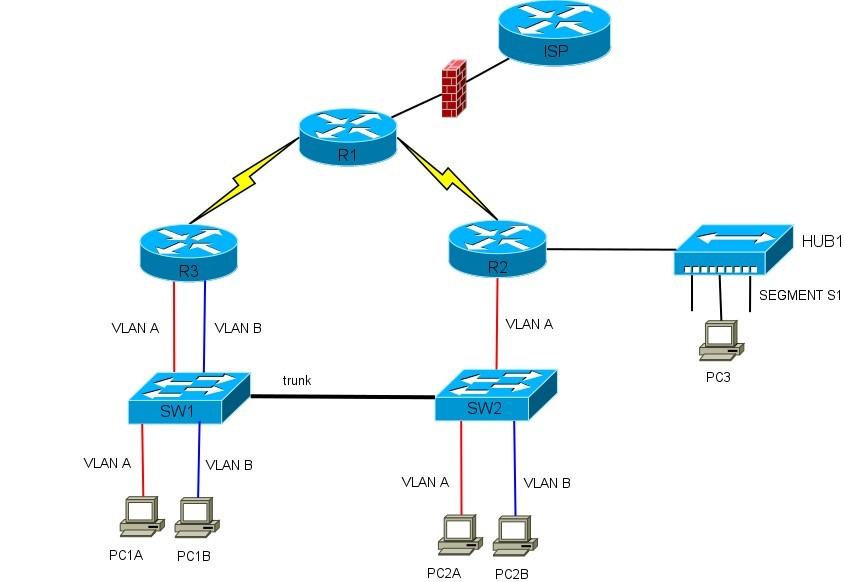 ISP
R1
R3
R2
HUB1
SEGMENT S1
VLAN A
VLAN B
VLAN A
PC3
trunk
SW1
SW2
VLAN A
VLAN B
VLAN A
VLAN B
PC1A
PC1B
PC2A
PC2B